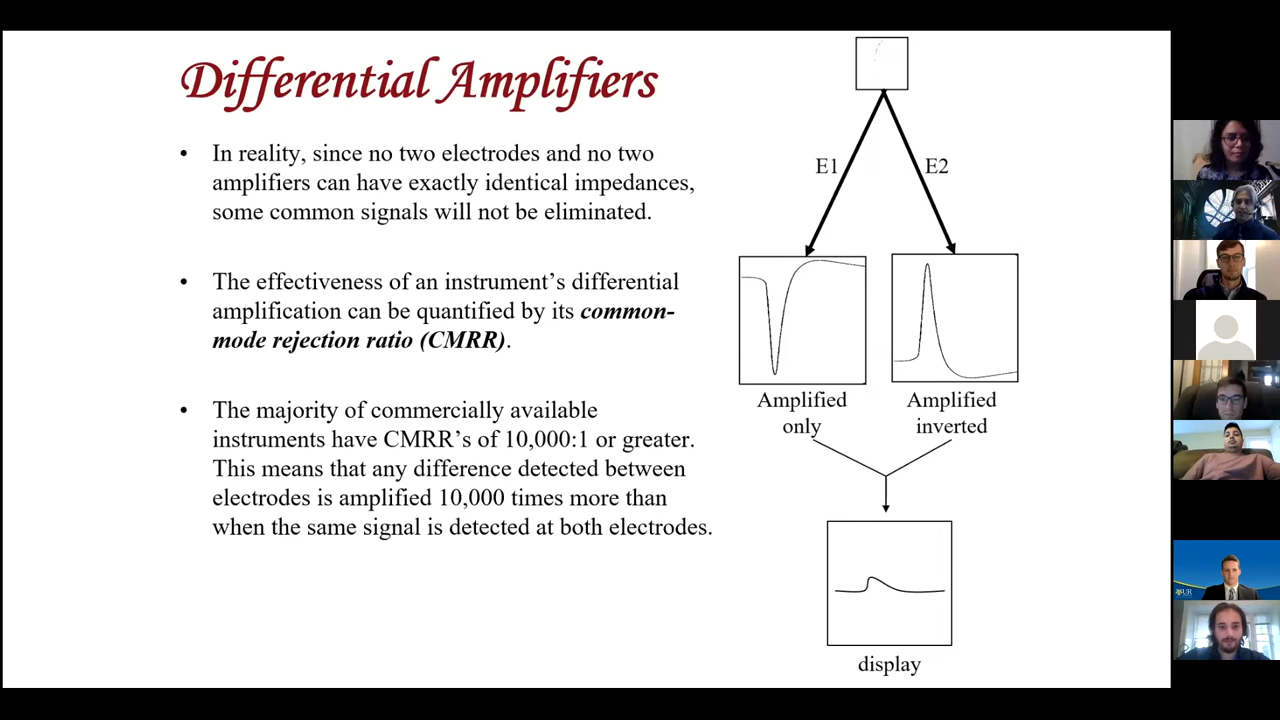 Differential Amplifiers
• In reality, since no two electrodes and no two
amplifiers can have exactly identical impedances,
some common signals will not be eliminated.
• The effectiveness of an instrument’s differential
amplification can be quantified by its common-
mode rejection ratio (CMRR).
• The majority of commercially available
instruments have CMRR’s of 10,000:1 or greater.
This means that any difference detected between
electrodes is amplified 10,000 times more than
when the same signal is detected at both electrodes.
E1
E2
Amplified
only
Amplified
inverted
display
UR